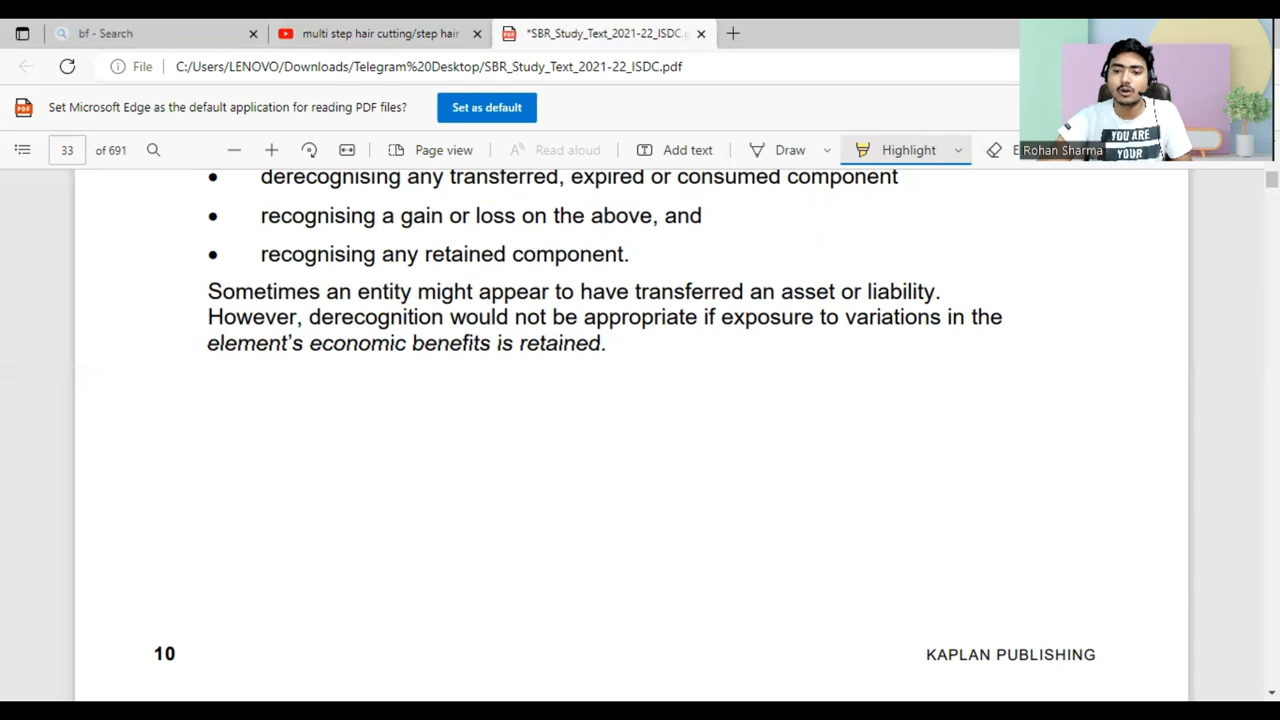 bf - Search
multi step hair cutting/step hair
*SBR_Study_Text_2021-22_ISDC.
File C:/Users/LENOVO/Downloads/Telegram%20Desktop/SBR_Study_Text_2021-22_ISDC.pdf
Set Microsoft Edge as the default application for reading PDF files? Set as default
33 of 691 Page view Read aloud Add text Draw Highlight
YOU ARE
YOUR
Rohan Sharma
• derecognising any transferred, expired or consumed component
• recognising a gain or loss on the above, and
• recognising any retained component.
Sometimes an entity might appear to have transferred an asset or liability.
However, derecognition would not be appropriate if exposure to variations in the
element’s economic benefits is retained.
10 KAPLAN PUBLISHING